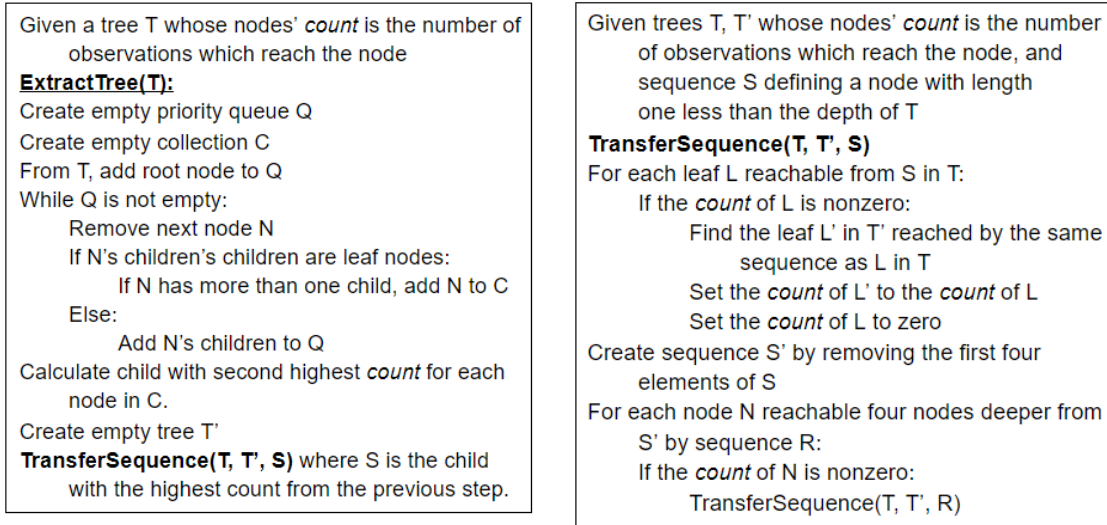 Given a tree T whose nodes' count is the number of
observations which reach the node
ExtractTree(T):
Create empty priority queue Q
Create empty collection C
From T, add root node to Q
While Q is not empty:
Remove next node N
If N's children's children are leaf nodes:
If N has more than one child, add N to C
Else:
Add N's children to Q
Calculate child with second highest count for each
node in C.
Create empty tree T'
TransferSequence(T, T', S) where S is the child
with the highest count from the previous step.
Given trees T, T' whose nodes' count is the number
of observations which reach the node, and
sequence S defining a node with length
one less than the depth of T
TransferSequence(T, T', S)
For each leaf L reachable from S in T:
If the count of L is nonzero:
Find the leaf L' in T' reached by the same
sequence as L in T
Set the count of L' to the count of L
Set the count of L to zero
Create sequence S' by removing the first four
elements of S
For each node N reachable four nodes deeper from
S' by sequence R:
If the count of N is nonzero:
TransferSequence(T, T', R)